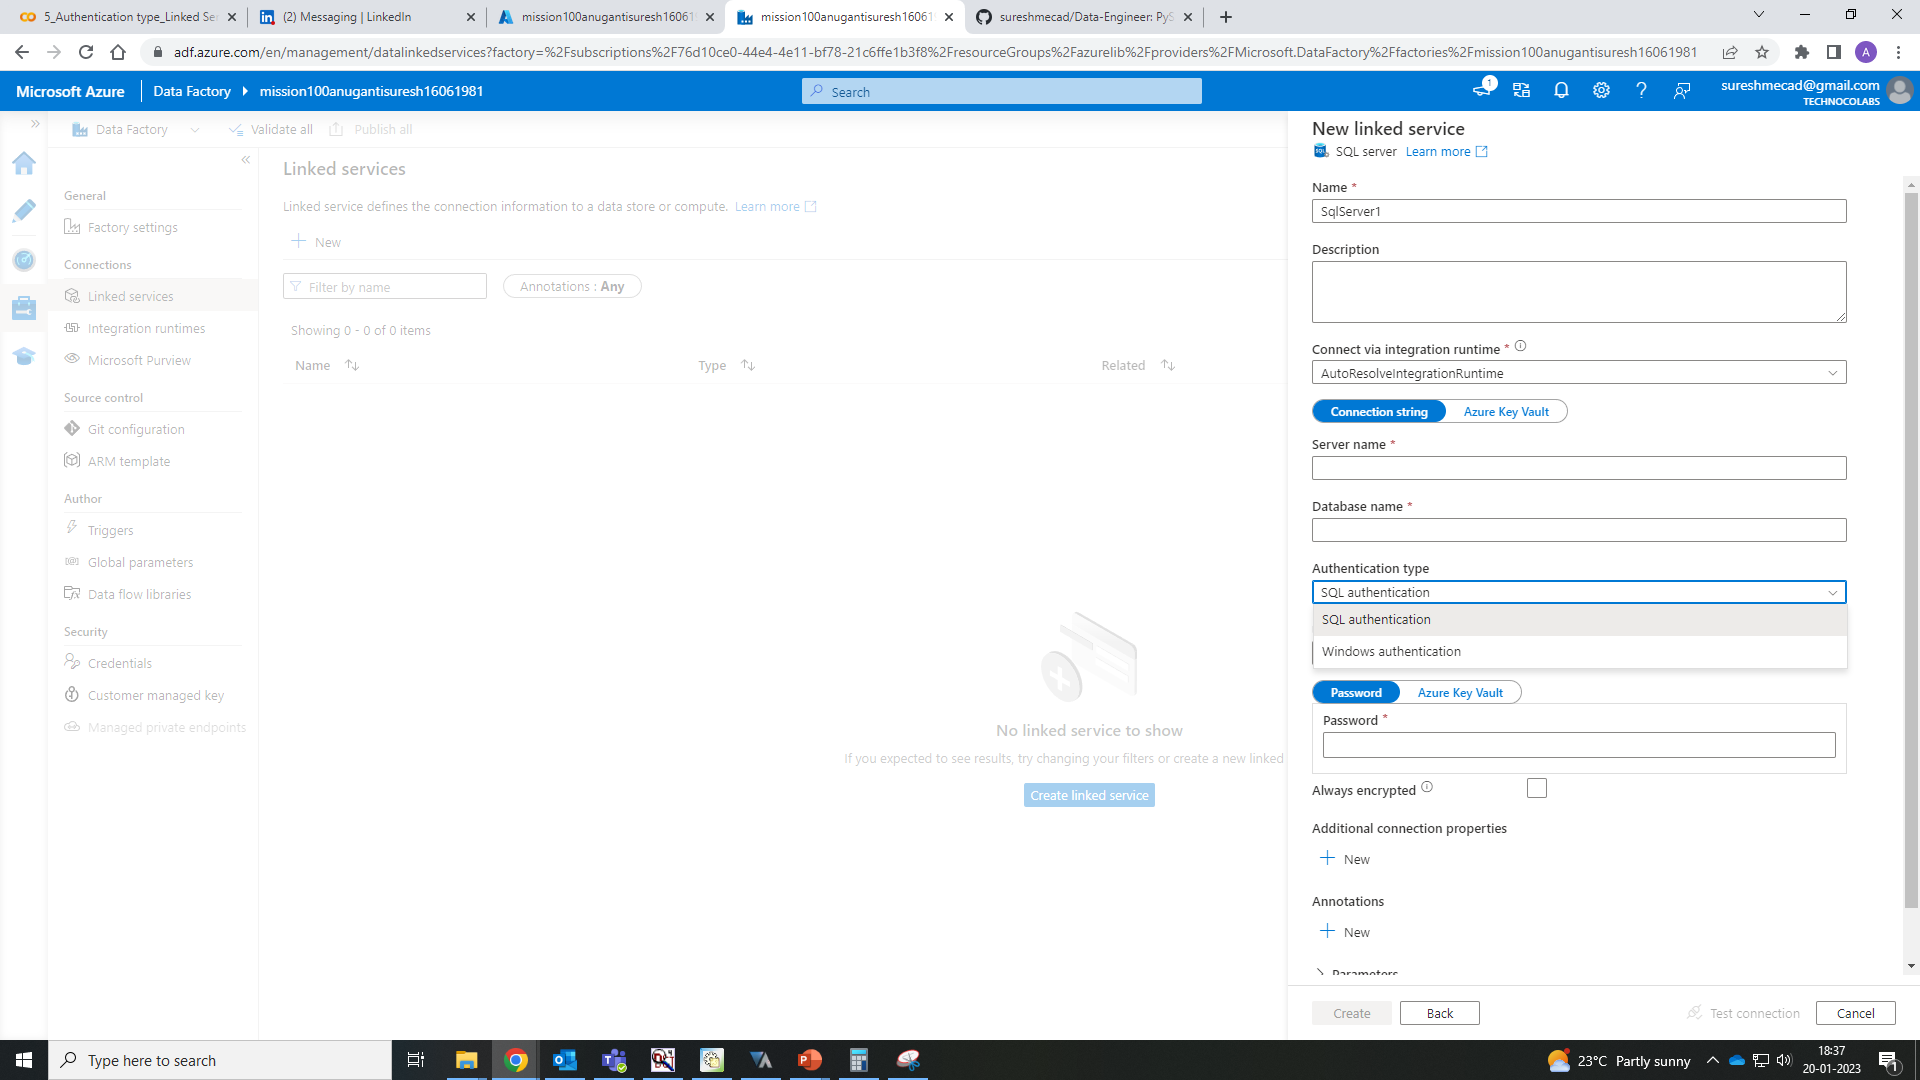 5_Authentication type_Linked Ser
(2) Messaging | LinkedIn
mission100anugantisuresh16061
mission100anugantisuresh16061
sureshmecad/Data-Engineer: PyS
adf.azure.com/en/management/datalinkedservices?factory=%2Fsubscriptions%2F76d10ce0-44e4-4e11-bf78-21c6ffe1b3f8%2FresourceGroups%2Fazurelib%2Fproviders%2FMicrosoft.DataFactory%2Ffactories%2Fmission100anugantisuresh16061981
A
Microsoft Azure
Data Factory
mission100anugantisuresh16061981
Search
1
sureshmecad@gmail.com
TECHNOCOLABS
Data Factory
Validate all
Publish all
General
Factory settings
Connections
Linked services
Integration runtimes
Microsoft Purview
Source control
Git configuration
ARM template
Author
Triggers
Global parameters
Data flow libraries
Security
Credentials
Customer managed key
Managed private endpoints
Linked services
Linked service defines the connection information to a data store or compute. Learn more
New
Filter by name
Annotations : Any
Showing 0 - 0 of 0 items
Name
Type
Related
No linked service to show
If you expected to see results, try changing your filters or create a new linked
Create linked service
New linked service
SQL server Learn more
Name *
SqlServer1
Description
Connect via integration runtime *
AutoResolveIntegrationRuntime
Connection string
Azure Key Vault
Server name *
Database name *
Authentication type
SQL authentication
SQL authentication
Windows authentication
Password
Azure Key Vault
Password *
Always encrypted
Additional connection properties
New
Annotations
New
Parameters
Create
Back
Test connection
Cancel
Type here to search
23°C Partly sunny
18:37
20-01-2023
1